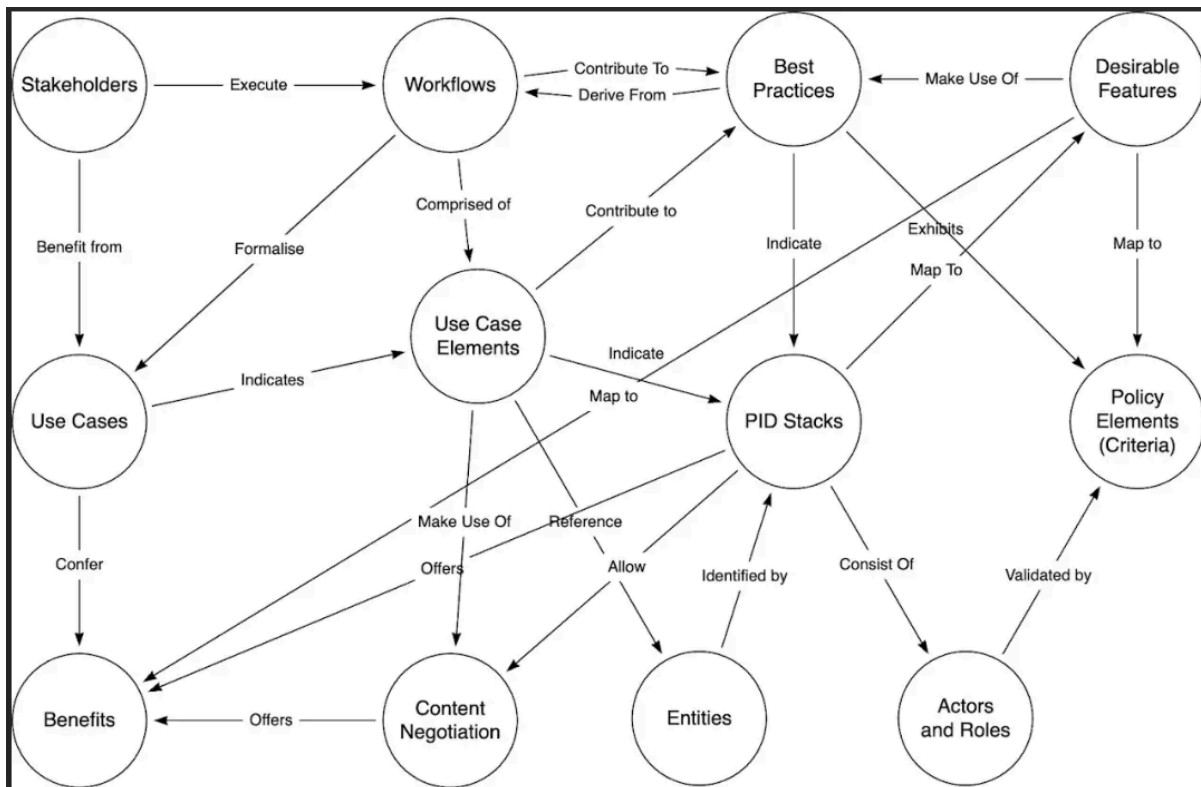 Stakeholders
Execute
Workflows
Contribute To
Derive From
Best
Practices
Make Use Of
Desirable
Features
Benefit from
Formalise
Comprised of
Contribute to
Indicate
Exhibits
Map To
Map to
Use Cases
Indicates
Use Case
Elements
Indicate
Map to
PID Stacks
Policy
Elements
(Criteria)
Confer
Make Use Of
Offers
Reference
Allow
Identified by
Consist Of
Validated by
Benefits
Offers
Content
Negotiation
Entities
Actors
and Roles